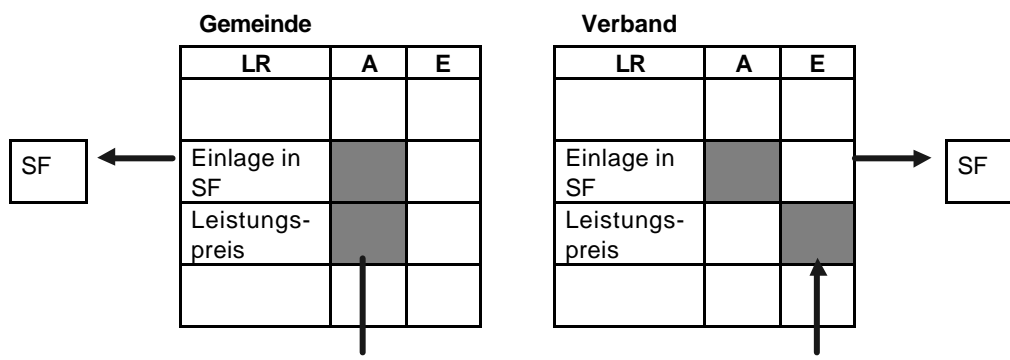 Gemeinde
LR A E
SF
Einlage in
SF
Leistungs-
preis
Verband
LR A E
Einlage in
SF
Leistungs-
preis
SF